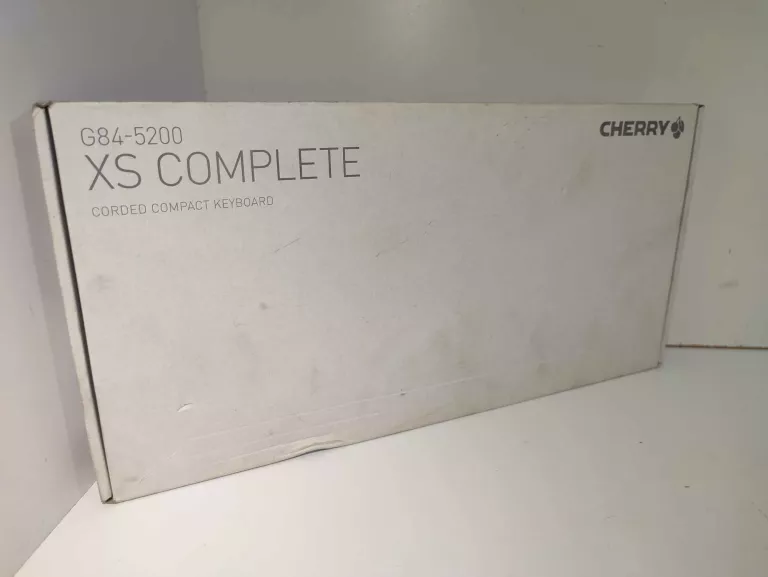 G84-5200
XS COMPLETE
CORDED COMPACT KEYBOARD
CHERRY